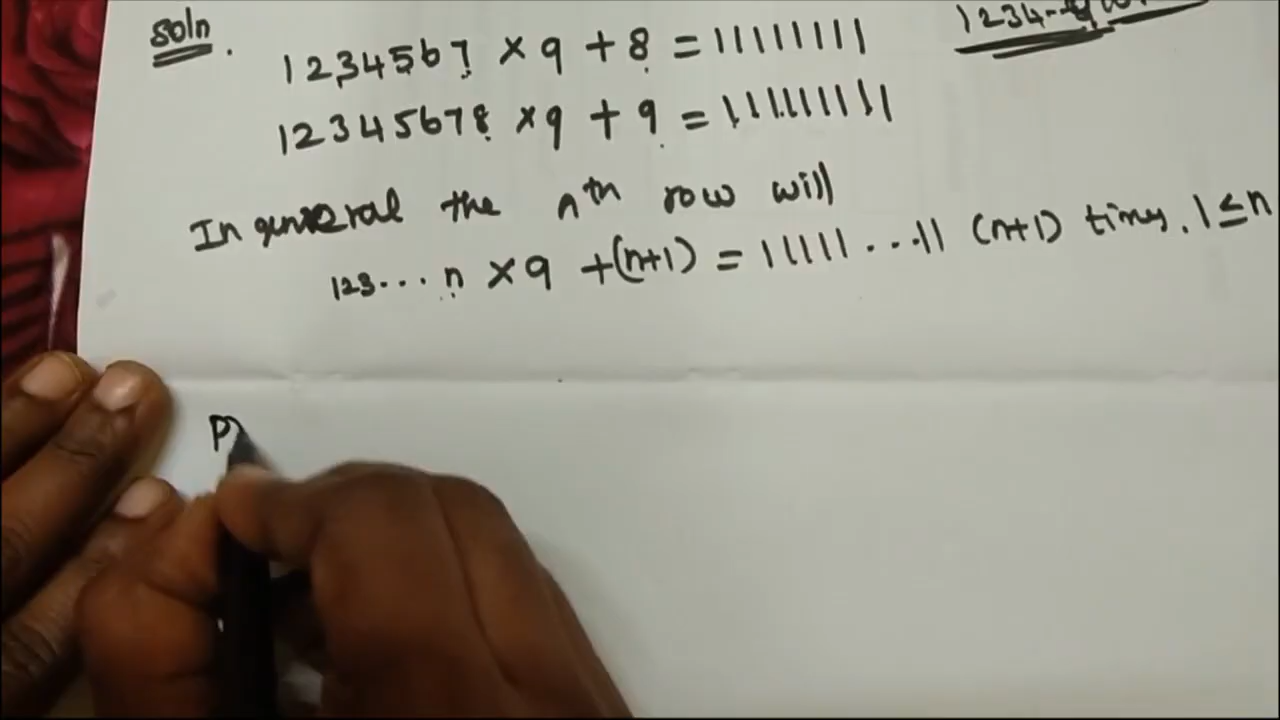 Soln.
1234
1234567 × 9 + 8 = 11111111
12345678 × 9 + 9 = 111111111
In general the nth row will
123... n × 9 + (n+1) = 11111...11 (n+1) times. 1 ≤ n
P